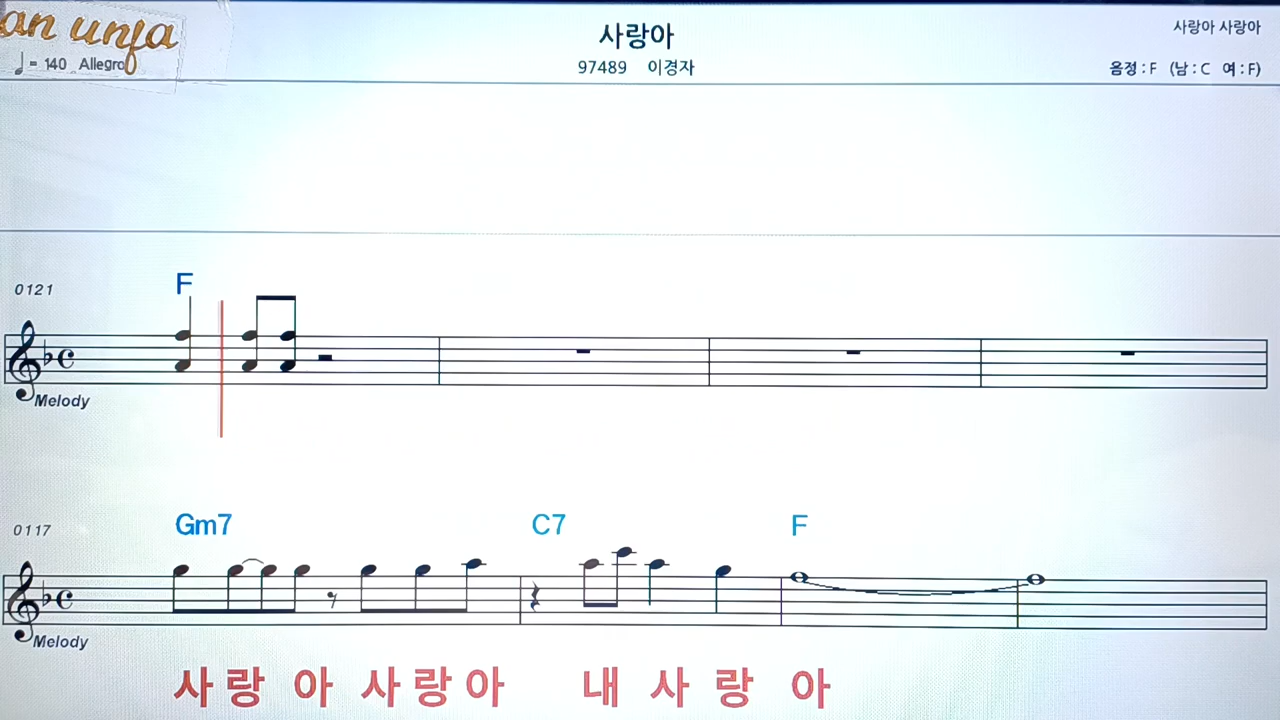 an unfa
사랑아
사랑아 사랑아
♩= 140 Allegro
97489 이경자
음정 : F (남 : C 여 : F)
F
0121
Melody
Gm7 C7 F
0117
Melody
사 랑 아 사 랑 아 내 사 랑 아